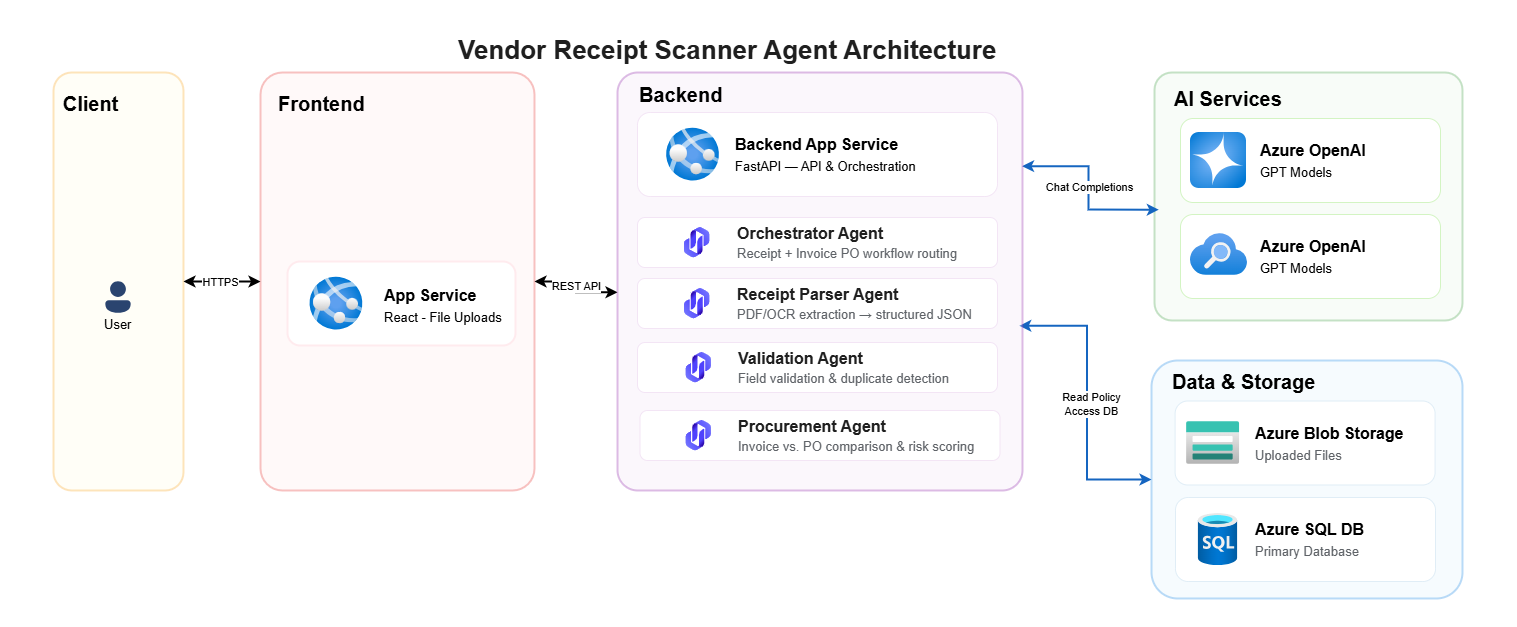 Vendor Receipt Scanner Agent Architecture
Client
User
HTTPS
Frontend
App Service
React - File Uploads
REST API
Backend
Backend App Service
FastAPI — API & Orchestration
Orchestrator Agent
Receipt + Invoice PO workflow routing
Receipt Parser Agent
PDF/OCR extraction → structured JSON
Validation Agent
Field validation & duplicate detection
Procurement Agent
Invoice vs. PO comparison & risk scoring
Chat Completions
Read Policy
Access DB
AI Services
Azure OpenAI
GPT Models
Azure OpenAI
GPT Models
Data & Storage
Azure Blob Storage
Uploaded Files
SQL
Azure SQL DB
Primary Database